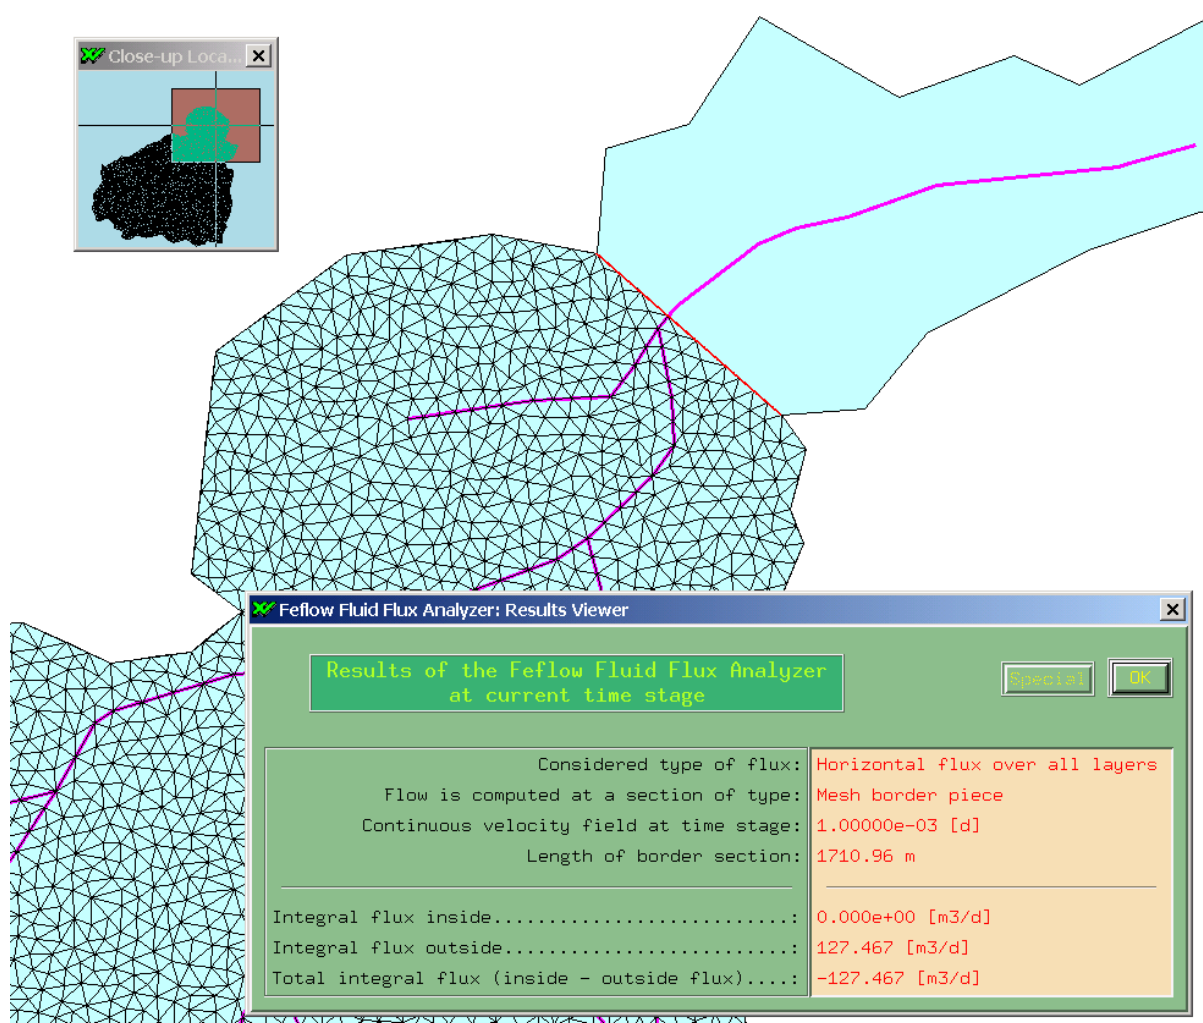 Close-up Loca...
Feflow Fluid Flux Analyzer: Results Viewer
Results of the Feflow Fluid Flux Analyzer
at current time stage
Special
OK
Considered type of flux: Horizontal flux over all layers
Flow is computed at a section of type: Mesh border piece
Continuous velocity field at time stage: 1.00000e-03 [d]
Length of border section: 1710.96 m
Integral flux inside............................: 0.000e+00 [m3/d]
Integral flux outside...........................: 127.467 [m3/d]
Total integral flux (inside - outside flux)....: -127.467 [m3/d]